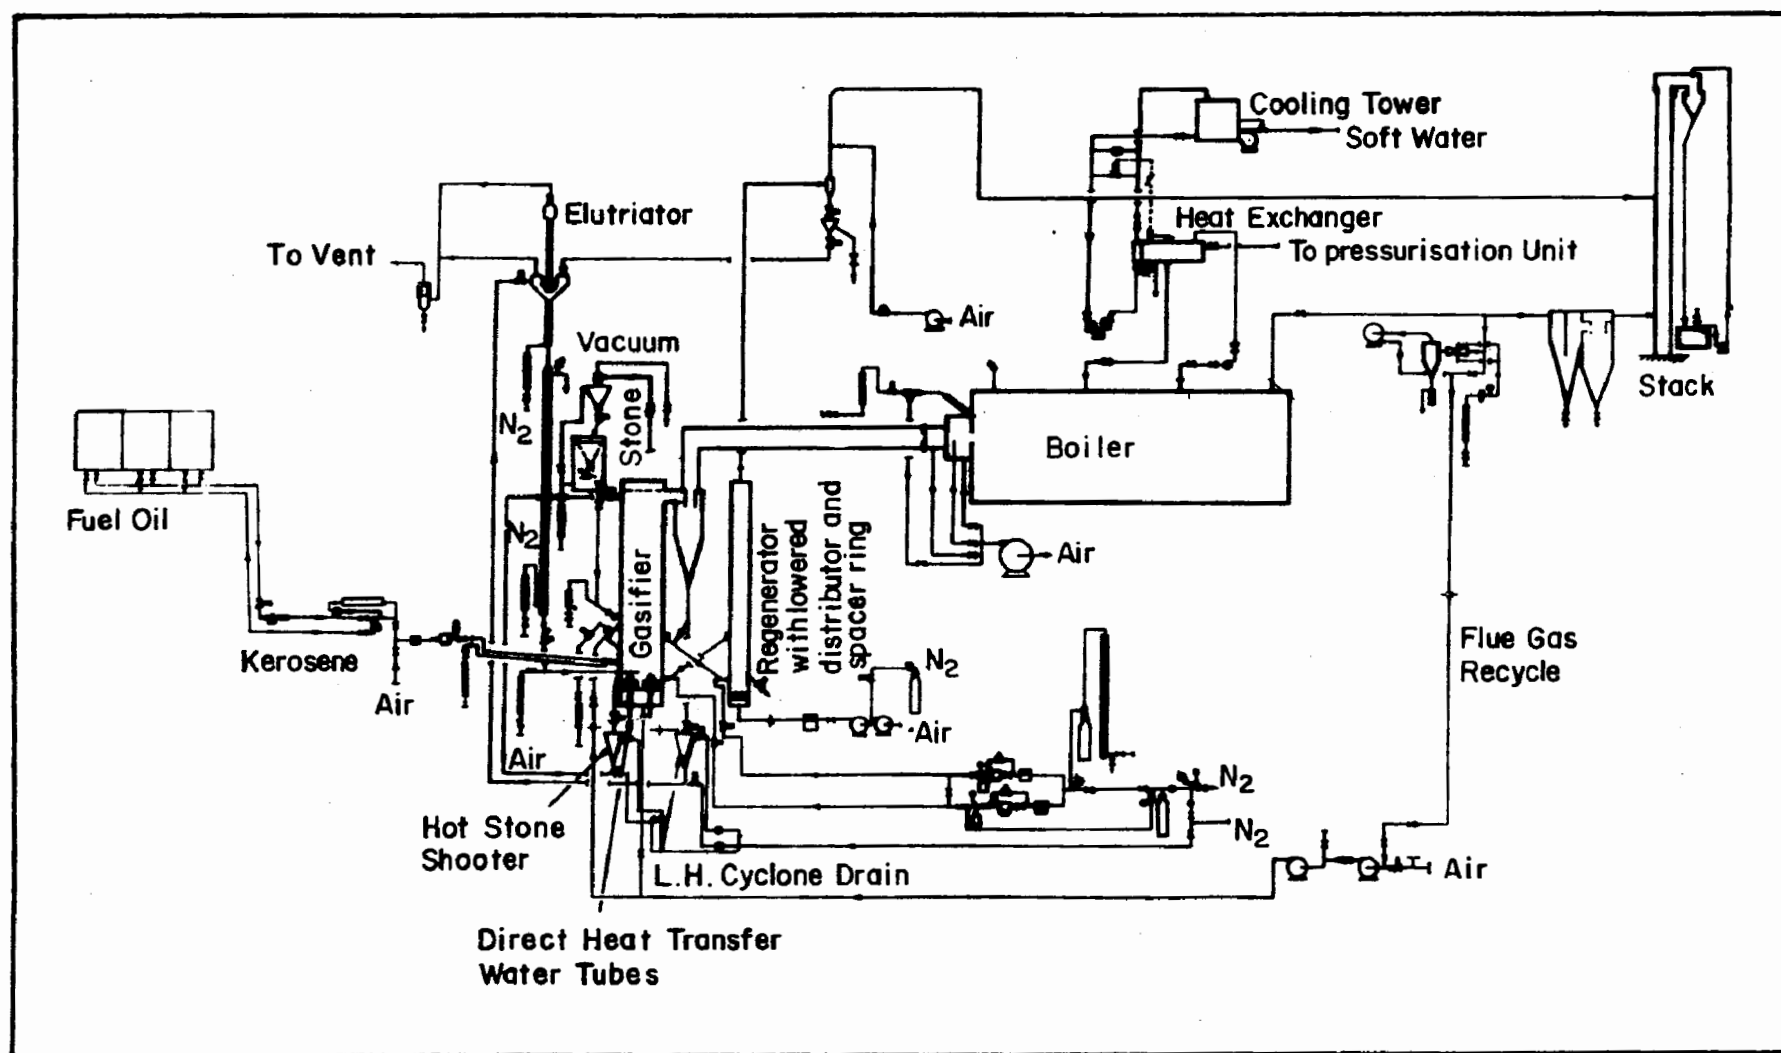 Cooling Tower
Soft Water
Elutriator
Heat Exchanger
To Vent
To pressurisation Unit
Air
Vacuum
Stone
Stack
N2
Boiler
Fuel Oil
N2
Air
Gasifier
Regenerator
with lowered
distributor and
spacer ring
Kerosene
Flue Gas
Recycle
N2
Air
Air
Air
N2
Hot Stone
Shooter
N2
L.H. Cyclone Drain
Air
Direct Heat Transfer
Water Tubes